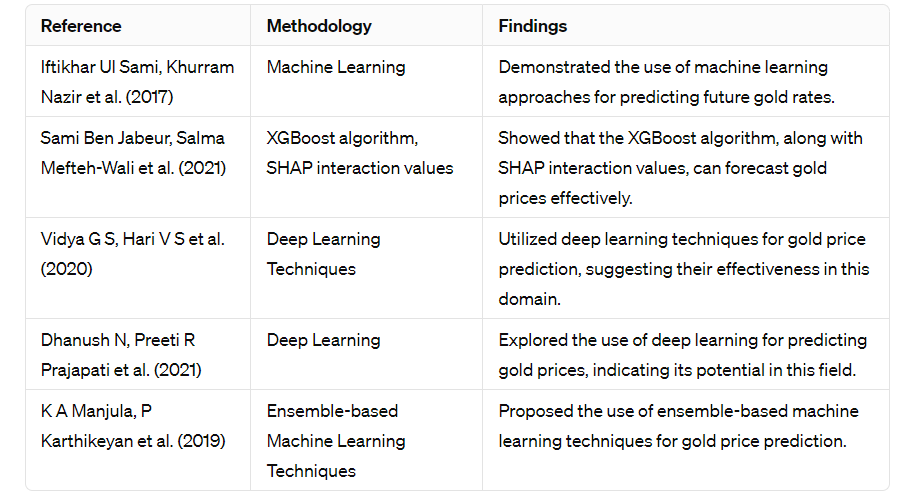 Reference Methodology Findings
Iftikhar Ul Sami, Khurram Machine Learning Demonstrated the use of machine learning
Nazir et al. (2017) approaches for predicting future gold rates.
Sami Ben Jabeur, Salma XGBoost algorithm, Showed that the XGBoost algorithm, along with
Mefteh-Wali et al. (2021) SHAP interaction values SHAP interaction values, can forecast gold
prices effectively.
Vidya G S, Hari V S et al. Deep Learning Utilized deep learning techniques for gold price
(2020) Techniques prediction, suggesting their effectiveness in this
domain.
Dhanush N, Preeti R Deep Learning Explored the use of deep learning for predicting
Prajapati et al. (2021) gold prices, indicating its potential in this field.
K A Manjula, P Ensemble-based Proposed the use of ensemble-based machine
Karthikeyan et al. (2019) Machine Learning learning techniques for gold price prediction.
Techniques